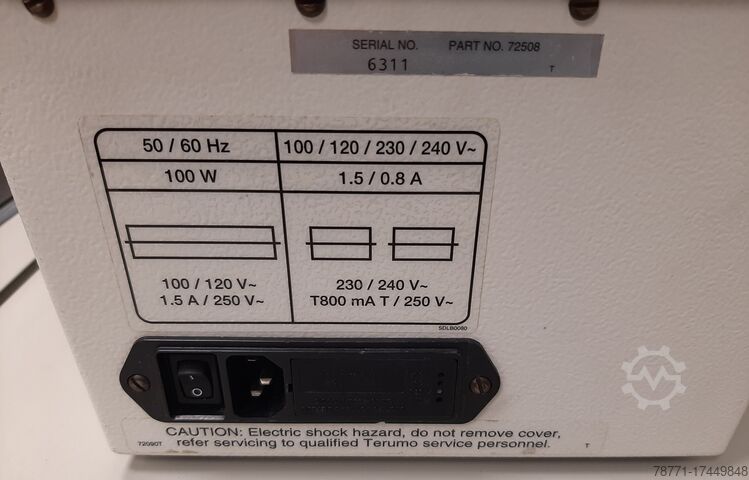 SERIAL NO. PART NO. 72508
6311 T
50 / 60 Hz 100 / 120 / 230 / 240 V~
100 W 1.5 / 0.8 A
100 / 120 V~ 230 / 240 V~
1.5 A / 250 V~ T800 mA T / 250 V~
SDLB0080
CAUTION: Electric shock hazard, do not remove cover,
72090T refer servicing to qualified Terumo service personnel. T
78771-17449848